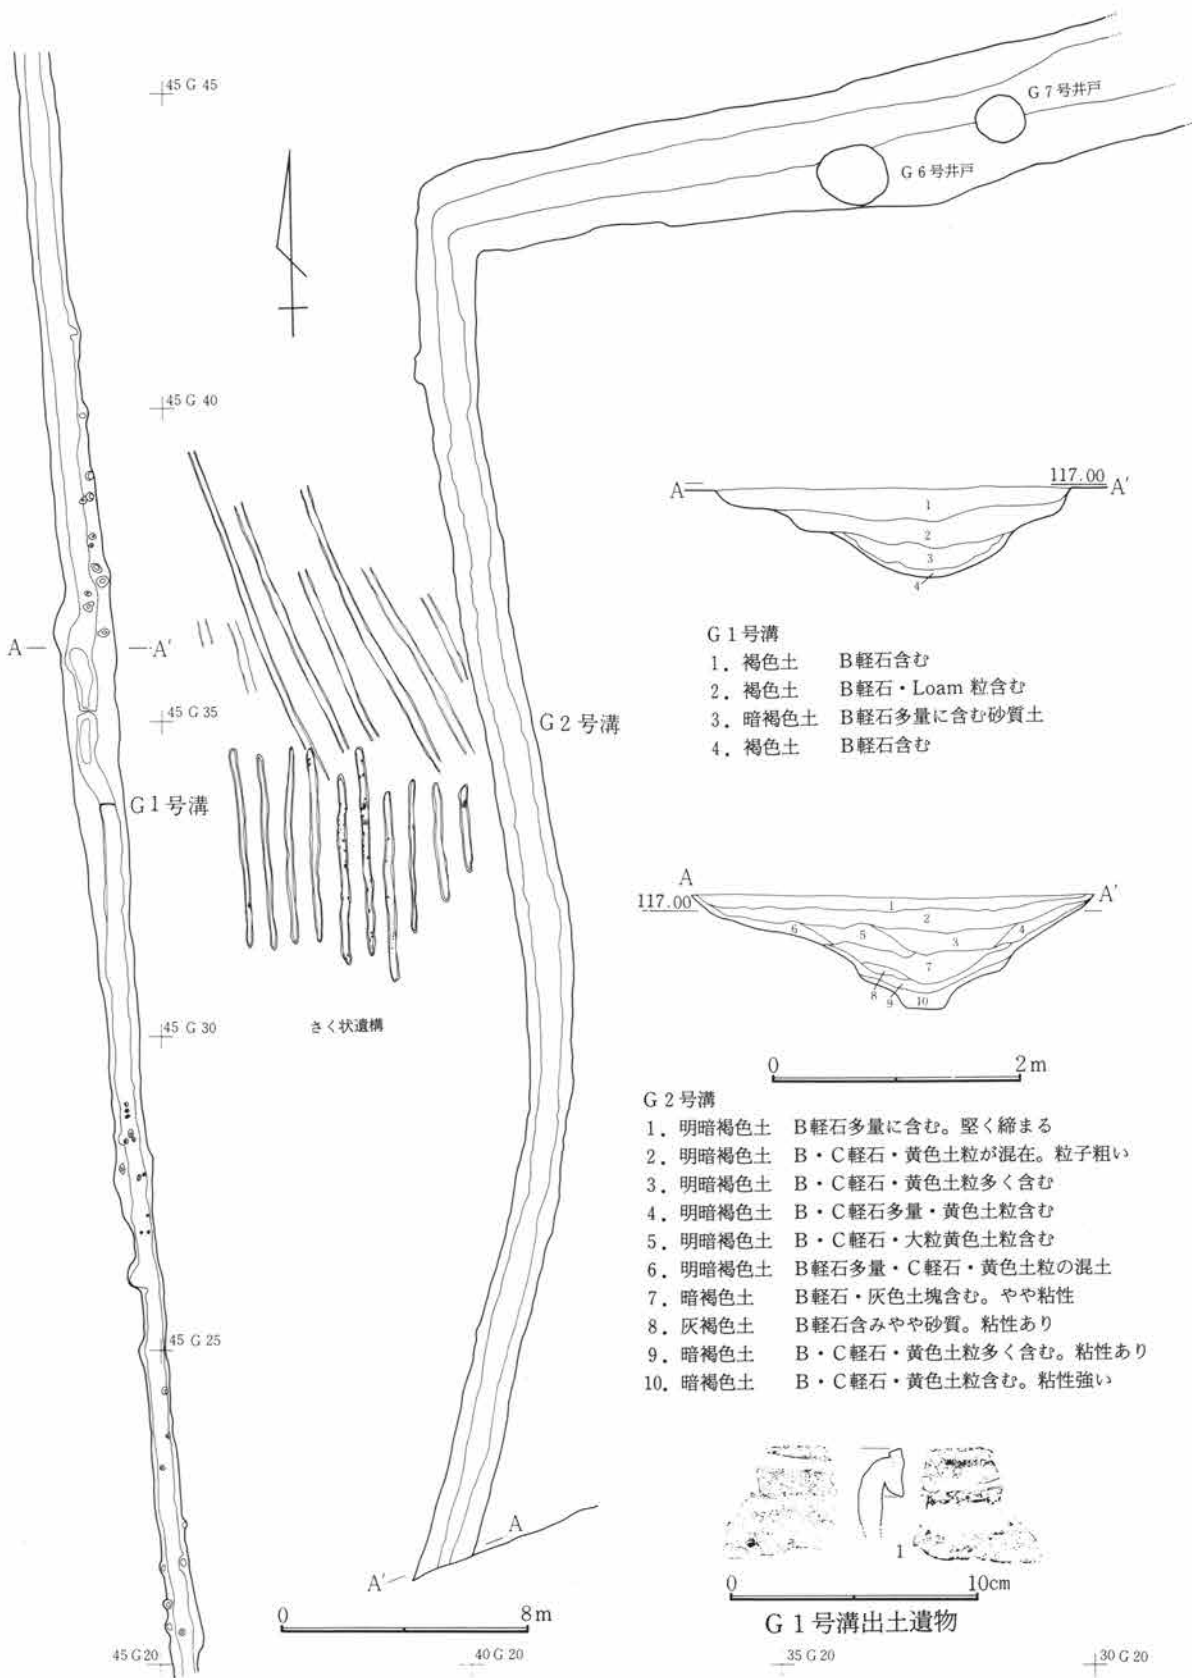 45 G 45
G 7 号井戸
G 6 号井戸
45 G 40
A
117.00
A′
1
2
3
4
G 1 号溝
1. 褐色土 B軽石含む
2. 褐色土 B軽石・Loam 粒含む
3. 暗褐色土 B軽石多量に含む砂質土
4. 褐色土 B軽石含む
A
A′
45 G 35
G 2 号溝
G 1 号溝
A
117.00
A′
1
2
3
4
5
6
7
8
9
10
さく状遺構
45 G 30
0 2 m
G 2 号溝
1. 明暗褐色土 B軽石多量に含む。堅く締まる
2. 明暗褐色土 B・C軽石・黄色土粒が混在。粒子粗い
3. 明暗褐色土 B・C軽石・黄色土粒多く含む
4. 明暗褐色土 B・C軽石多量・黄色土粒含む
5. 明暗褐色土 B・C軽石・大粒黄色土粒含む
6. 明暗褐色土 B軽石多量・C軽石・黄色土粒の混土
7. 暗褐色土 B軽石・灰色土塊含む。やや粘性
8. 灰褐色土 B軽石含みやや砂質。粘性あり
9. 暗褐色土 B・C軽石・黄色土粒多く含む。粘性あり
10. 暗褐色土 B・C軽石・黄色土粒含む。粘性強い
45 G 25
A
A′
1
0 10cm
G 1 号溝出土遺物
0 8 m
45 G 20
40 G 20
35 G 20
30 G 20